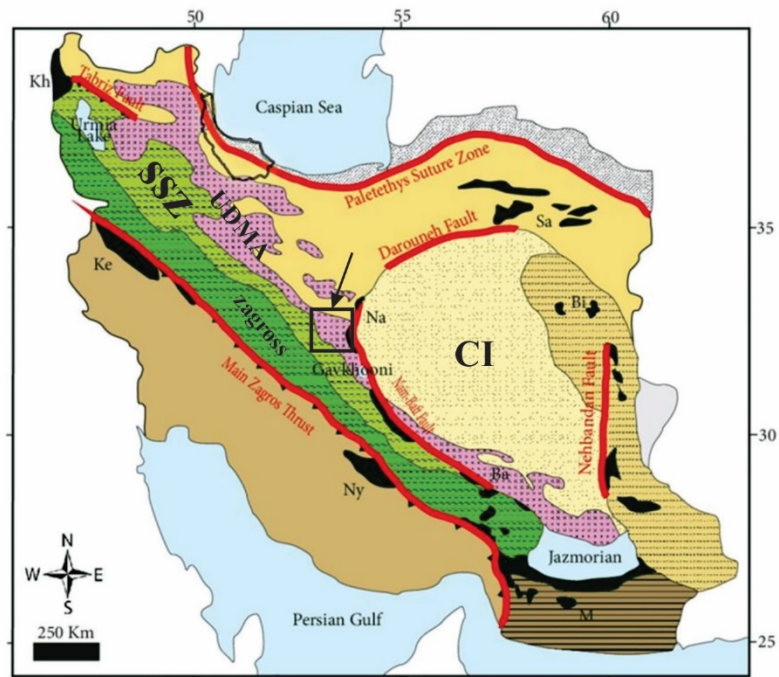 50
55
60
Kh
Tabriz Fault
Urmia
Lake
Caspian Sea
35
SSZ
UDMA
Paletethys Suture Zone
Darouneh Fault
Sa
Ke
zagross
Na
Bi
CI
Gavkhooni
Main Zagros Thrust
Nain-Baft Fault
Nehbandan Fault
30
Ny
Ba
Jazmorian
N
W
E
S
250 Km
Persian Gulf
M
25